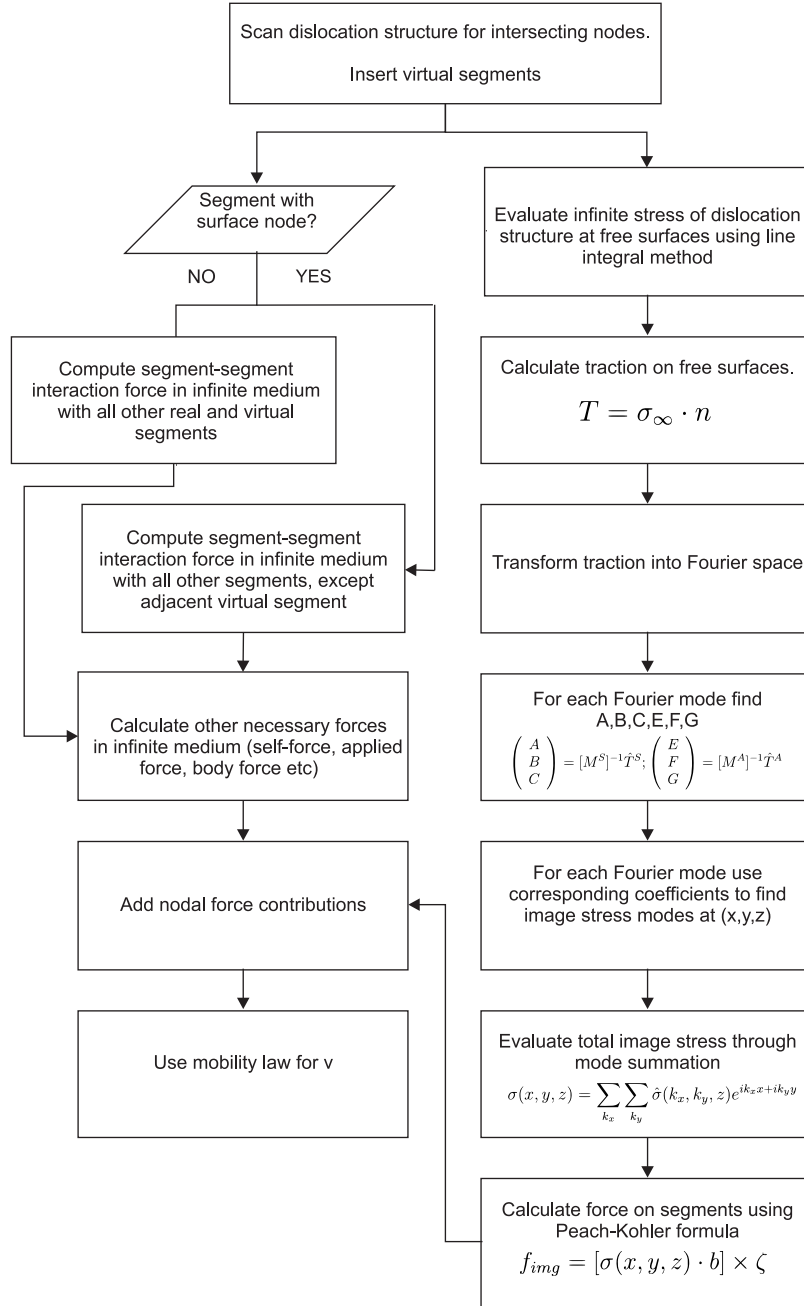 Scan dislocation structure for intersecting nodes.
Insert virtual segments
Segment with
surface node?
NO
YES
Compute segment-segment
interaction force in infinite medium
with all other real and virtual
segments
Compute segment-segment
interaction force in infinite medium
with all other segments, except
adjacent virtual segment
Calculate other necessary forces
in infinite medium (self-force, applied
force, body force etc)
Add nodal force contributions
Use mobility law for v
Evaluate infinite stress of dislocation
structure at free surfaces using line
integral method
Calculate traction on free surfaces.
T = σ∞ · n
Transform traction into Fourier space
For each Fourier mode find
A,B,C,E,F,G
( A B C ) = [M^S]^-1 T̂^S; ( E F G ) = [M^A]^-1 T̂^A
For each Fourier mode use
corresponding coefficients to find
image stress modes at (x,y,z)
Evaluate total image stress through
mode summation
σ(x, y, z) = ∑_{k_x} ∑_{k_y} σ̂(k_x, k_y, z)e^{ik_x x+ik_y y}
Calculate force on segments using
Peach-Kohler formula
f_{img} = [σ(x, y, z) · b] × ζ